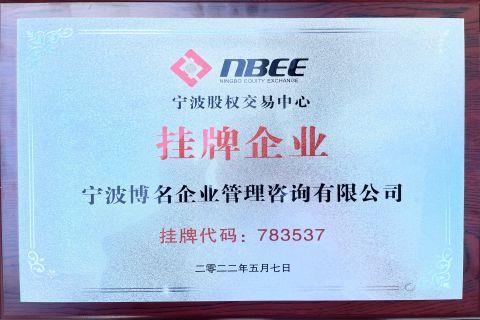 NBEE
NINGBO EQUITY EXCHANGE
宁波股权交易中心
挂牌企业
宁波博名企业管理咨询有限公司
挂牌代码：783537
二零二二年五月七日